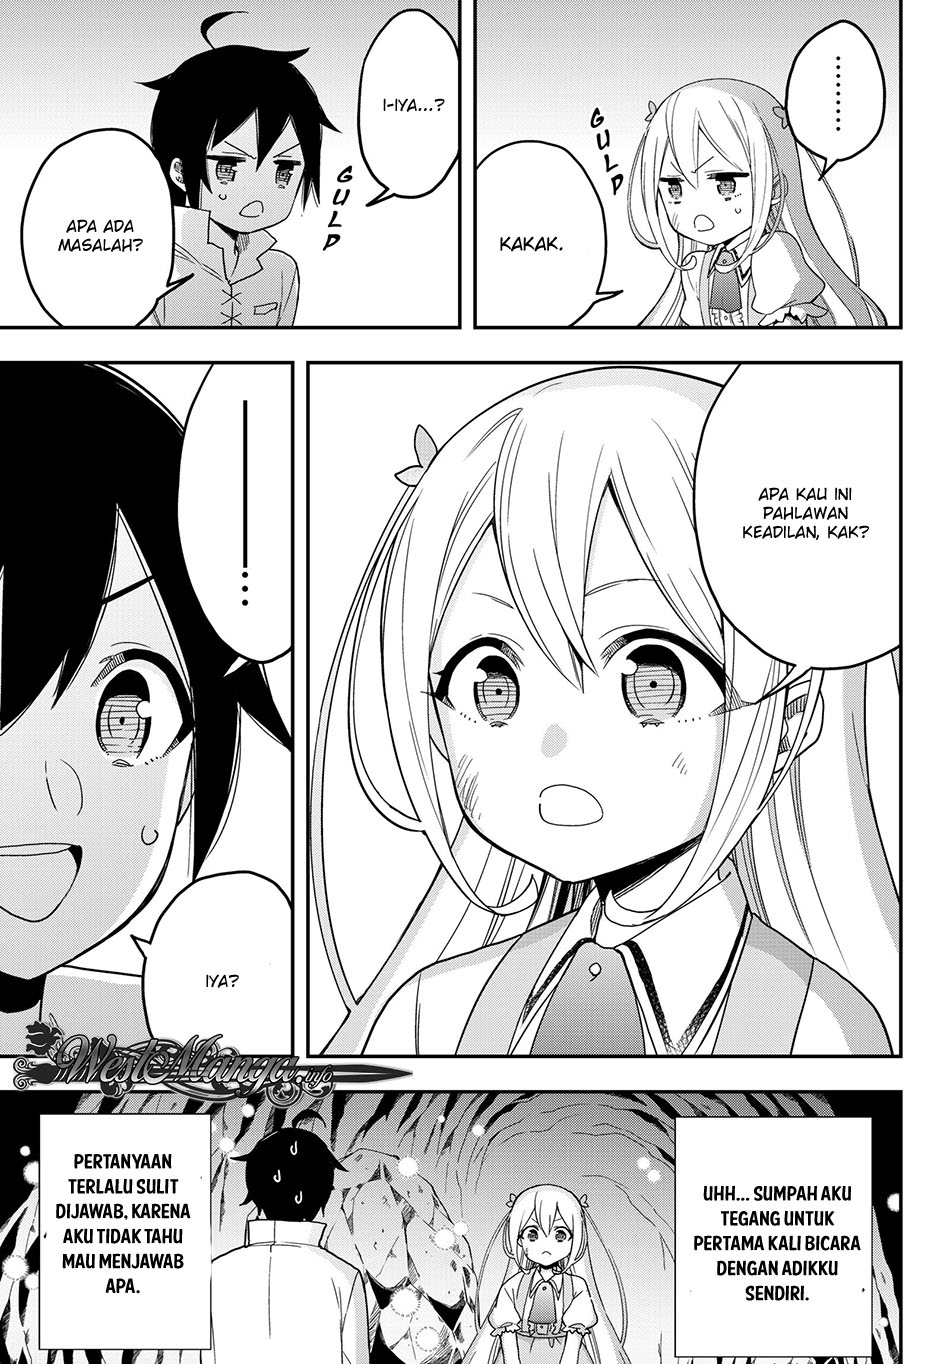 .........
GULP
KAKAK.
I-IYA...?
GULP
APA ADA
MASALAH?
APA KAU INI
PAHLAWAN
KEADILAN, KAK?
—...
IYA?
WestManga.info
UHH... SUMPAH AKU
TEGANG UNTUK
PERTAMA KALI BICARA
DENGAN ADIKKU
SENDIRI.
PERTANYAAN
TERLALU SULIT
DIJAWAB, KARENA
AKU TIDAK TAHU
MAU MENJAWAB
APA.